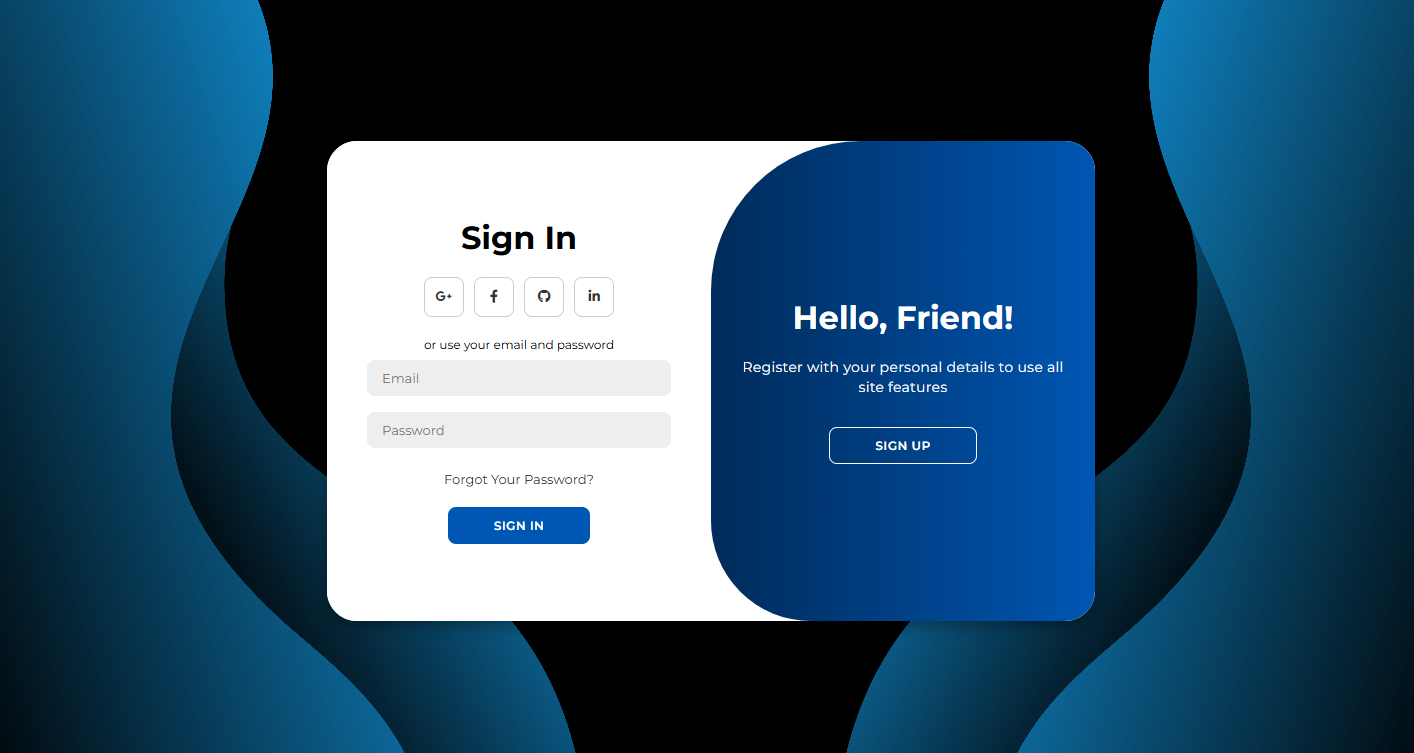 Sign In
G+
f
in
or use your email and password
Email
Password
Forgot Your Password?
SIGN IN
Hello, Friend!
Register with your personal details to use all
site features
SIGN UP